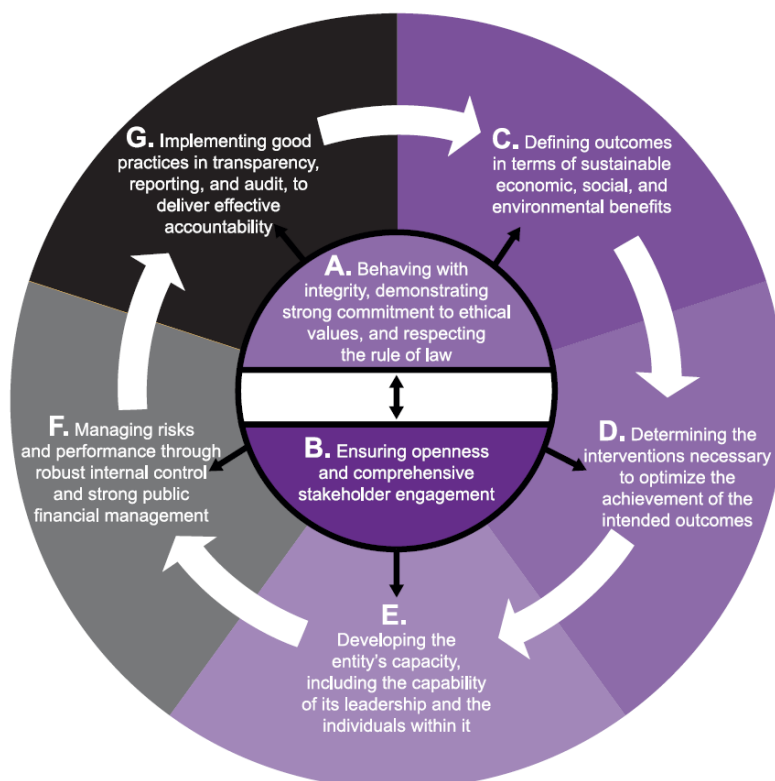 G. Implementing good
practices in transparency,
reporting, and audit, to
deliver effective
accountability
C. Defining outcomes
in terms of sustainable
economic, social, and
environmental benefits
A. Behaving with
integrity, demonstrating
strong commitment to ethical
values, and respecting
the rule of law
B. Ensuring openness
and comprehensive
stakeholder engagement
D. Determining the
interventions necessary
to optimize the
achievement of the
intended outcomes
E.
Developing the
entity's capacity,
including the capability
of its leadership and the
individuals within it
F. Managing risks
and performance through
robust internal control
and strong public
financial management